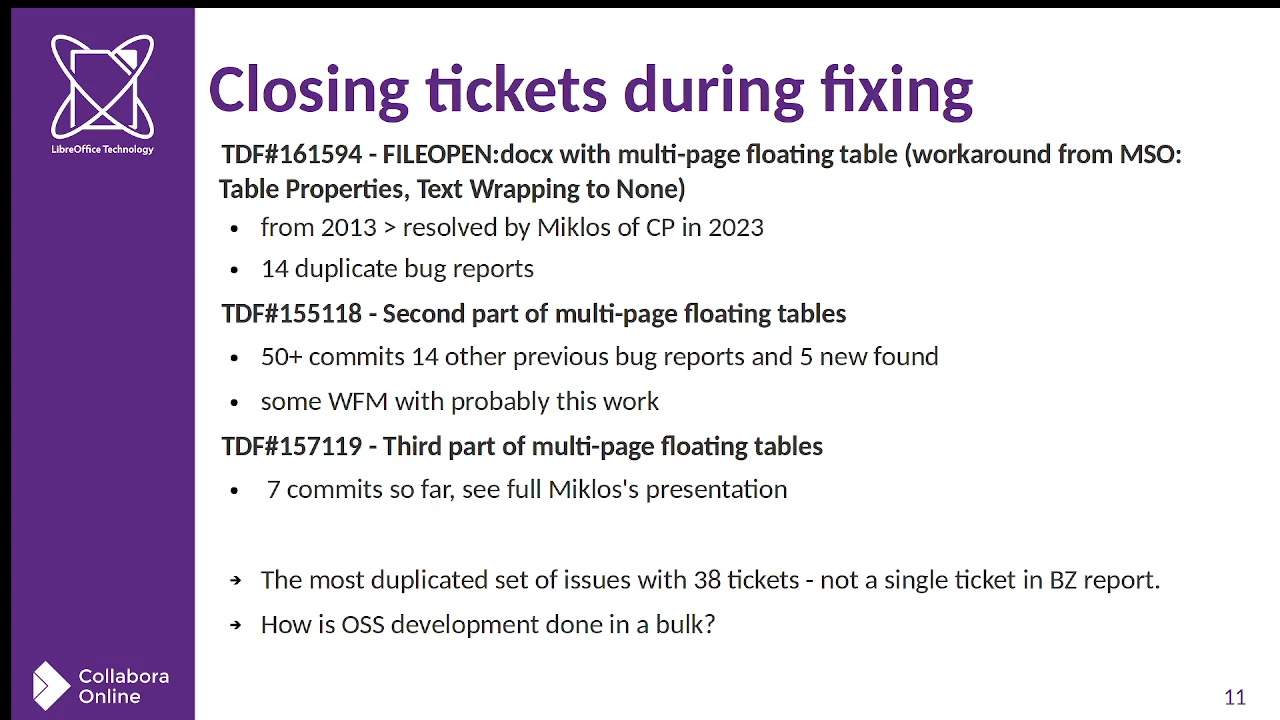 LibreOffice Technology
Closing tickets during fixing
TDF#161594 - FILEOPEN:docx with multi-page floating table (workaround from MSO:
Table Properties, Text Wrapping to None)
• from 2013 > resolved by Miklos of CP in 2023
• 14 duplicate bug reports
TDF#155118 - Second part of multi-page floating tables
• 50+ commits 14 other previous bug reports and 5 new found
• some WFM with probably this work
TDF#157119 - Third part of multi-page floating tables
• 7 commits so far, see full Miklos's presentation
➔ The most duplicated set of issues with 38 tickets - not a single ticket in BZ report.
➔ How is OSS development done in a bulk?
Collabora
Online
11